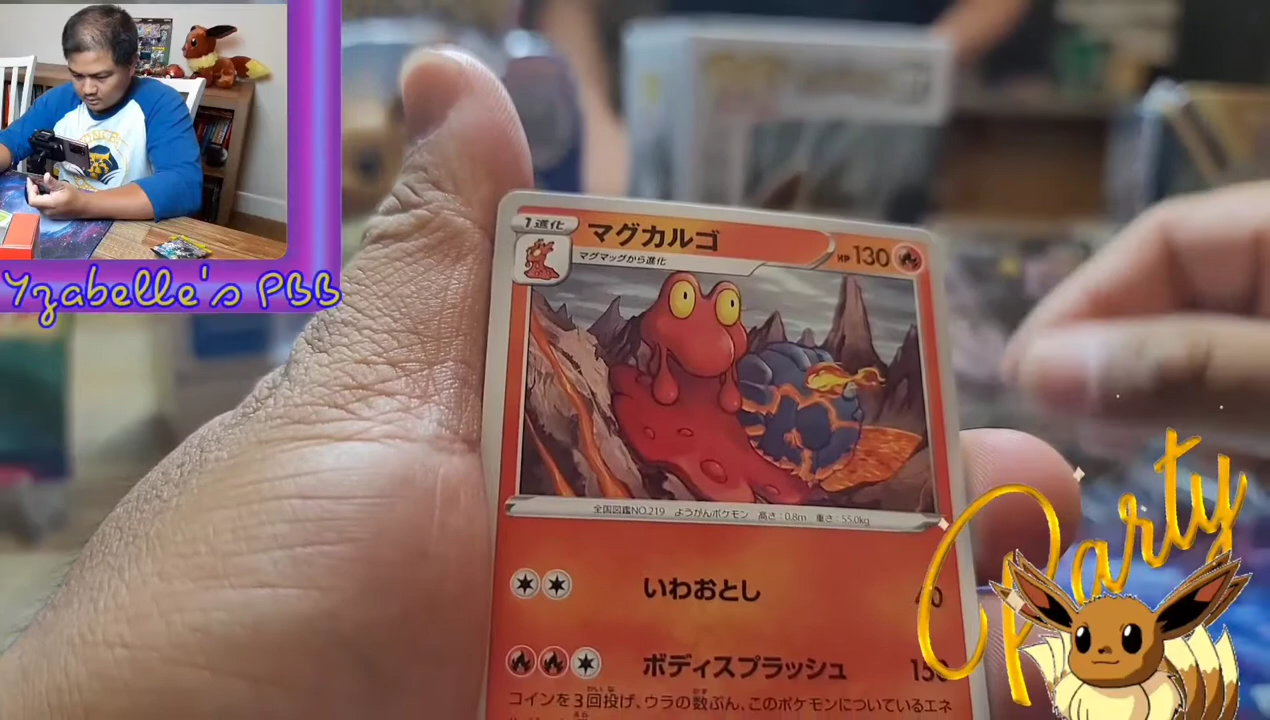 Yzabelle's PBB
1進化
マグカルゴ
HP 130
マグマッグから進化
全国図鑑NO.219 ようがんポケモン 高さ:0.8m 重さ:55.0kg
いわおとし
ボディスプラッシュ
コインを3回投げ、ウラの数ぶん、このポケモンについているエネ
Party